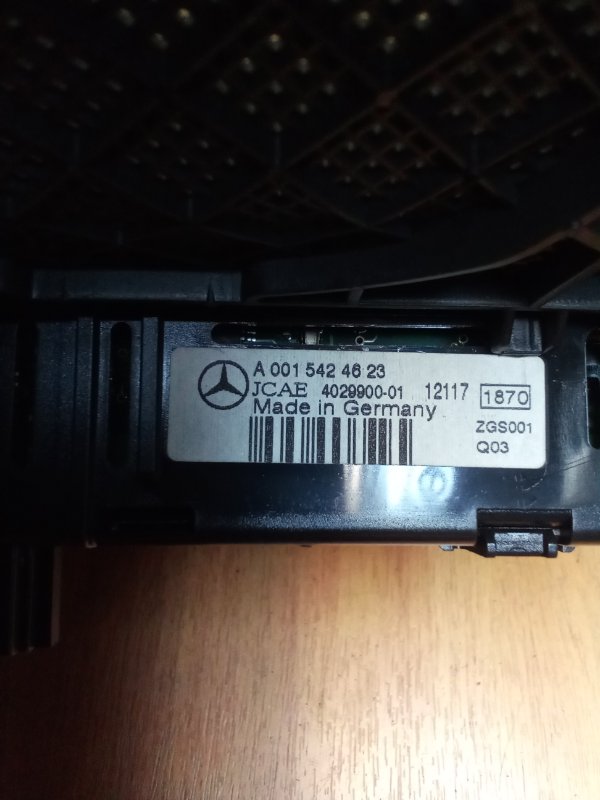 A 001 542 46 23
JCAE 4029900-01 12117 1870
Made in Germany
ZGS001
Q03